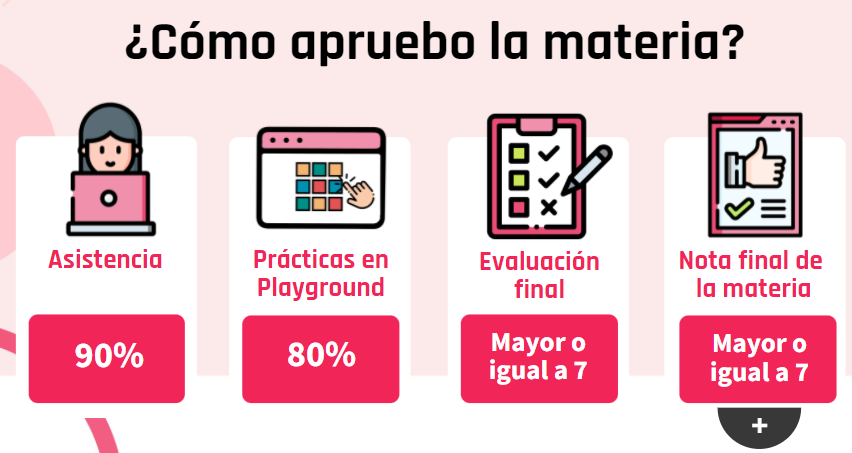 ¿Cómo apruebo la materia?
Asistencia
90%
Prácticas en
Playground
80%
Evaluación
final
Mayor o
igual a 7
Nota final de
la materia
Mayor o
igual a 7
+